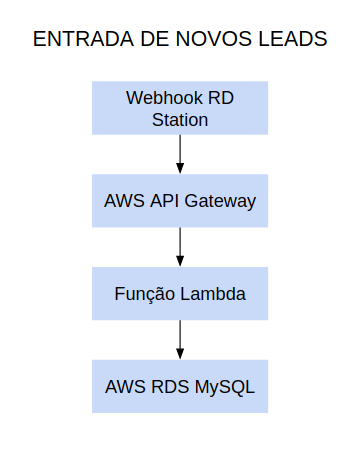 ENTRADA DE NOVOS LEADS
Webhook RD
Station
AWS API Gateway
Função Lambda
AWS RDS MySQL